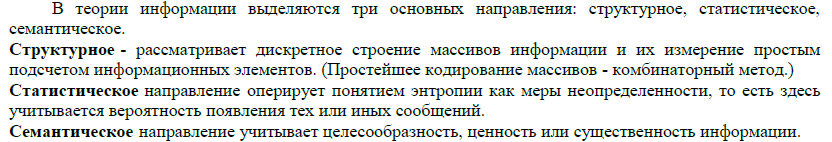 В теории информации выделяются три основных направления: структурное, статистическое,
семантическое.
Структурное - рассматривает дискретное строение массивов информации и их измерение простым
подсчетом информационных элементов. (Простейшее кодирование массивов - комбинаторный метод.)
Статистическое направление оперирует понятием энтропии как меры неопределенности, то есть здесь
учитывается вероятность появления тех или иных сообщений.
Семантическое направление учитывает целесообразность, ценность или существенность информации.